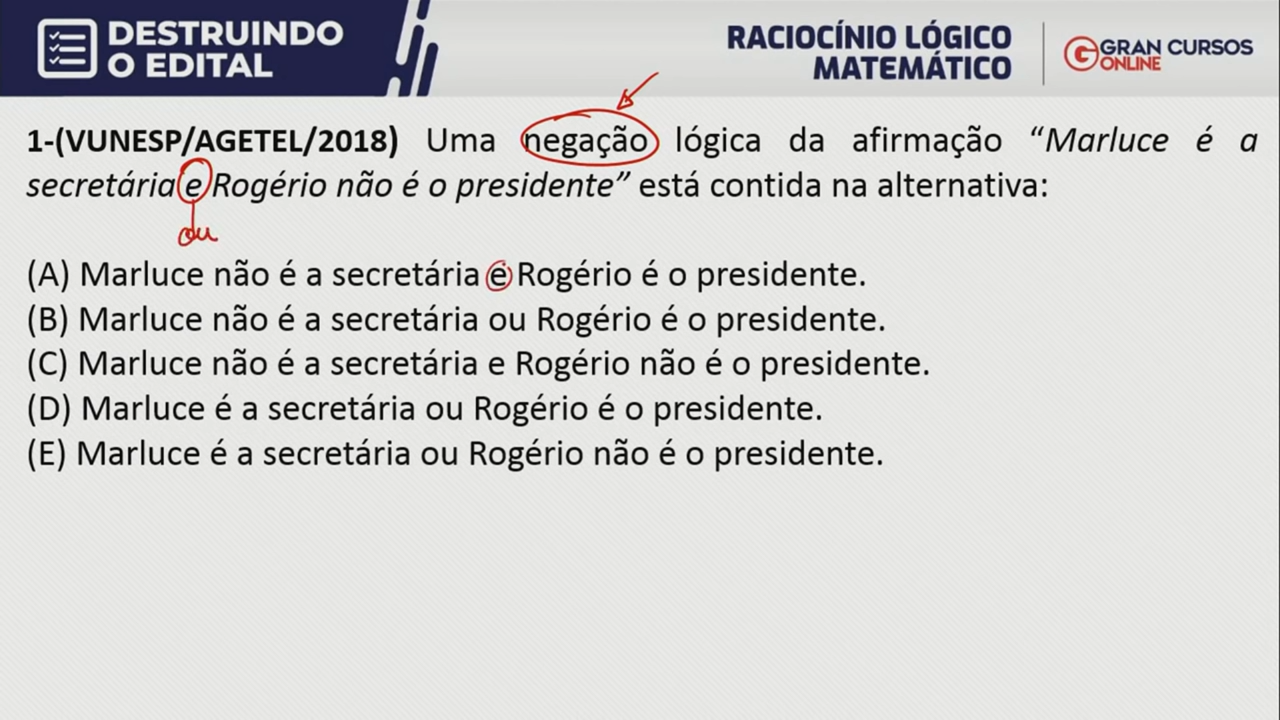 DESTRUINDO
O EDITAL
RACIOCÍNIO LÓGICO
MATEMÁTICO
GRAN CURSOS
ONLINE
1-(VUNESP/AGETEL/2018) Uma negação lógica da afirmação “Marluce é a
secretária e Rogério não é o presidente” está contida na alternativa:
ou
(A) Marluce não é a secretária e Rogério é o presidente.
(B) Marluce não é a secretária ou Rogério é o presidente.
(C) Marluce não é a secretária e Rogério não é o presidente.
(D) Marluce é a secretária ou Rogério é o presidente.
(E) Marluce é a secretária ou Rogério não é o presidente.